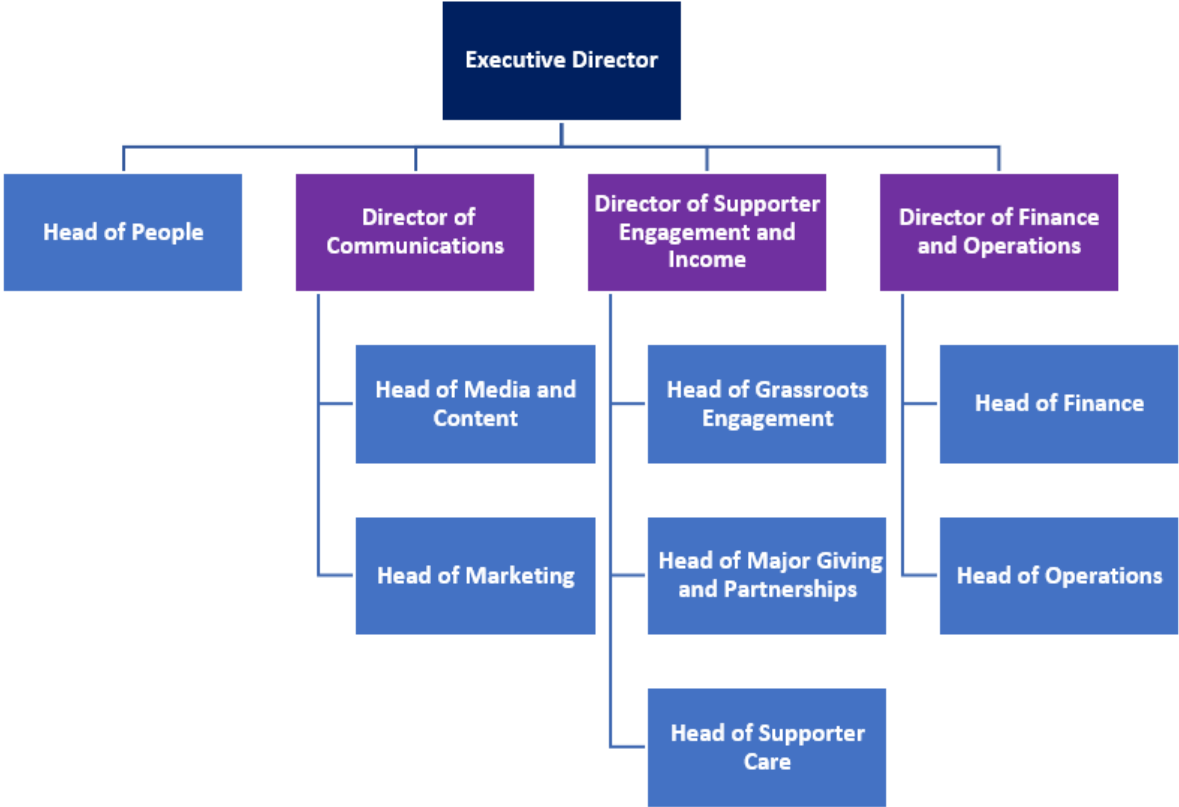 Executive Director
Head of People
Director of
Communications
Director of Supporter
Engagement and
Income
Director of Finance
and Operations
Head of Media and
Content
Head of Grassroots
Engagement
Head of Finance
Head of Marketing
Head of Major Giving
and Partnerships
Head of Operations
Head of Supporter
Care